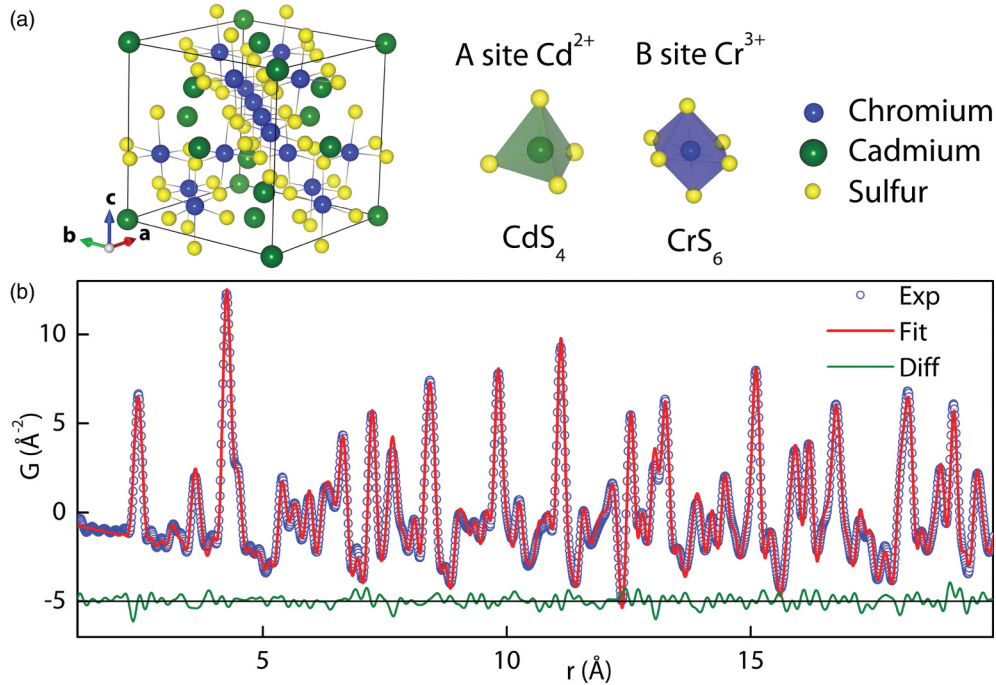 (a)
A site Cd²⁺
B site Cr³⁺
Chromium
Cadmium
Sulfur
c
b
a
CdS₄
CrS₆
(b)
Exp
Fit
Diff
10
5
0
-5
G (Å⁻²)
5
10
15
r (Å)